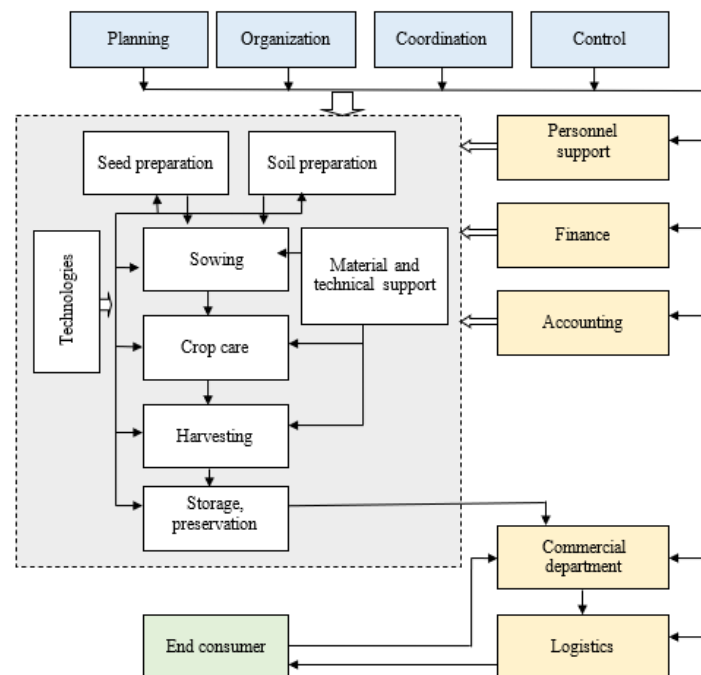 Planning
Organization
Coordination
Control
Personnel
support
Seed preparation
Soil preparation
Finance
Technologies
Sowing
Material and
technical support
Accounting
Crop care
Harvesting
Storage,
preservation
Commercial
department
End consumer
Logistics